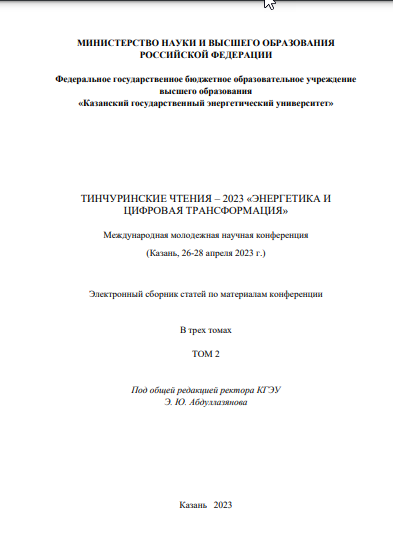 МИНИСТЕРСТВО НАУКИ И ВЫСШЕГО ОБРАЗОВАНИЯ
РОССИЙСКОЙ ФЕДЕРАЦИИ
Федеральное государственное бюджетное образовательное учреждение
высшего образования
«Казанский государственный энергетический университет»
ТИНЧУРИНСКИЕ ЧТЕНИЯ – 2023 «ЭНЕРГЕТИКА И
ЦИФРОВАЯ ТРАНСФОРМАЦИЯ»
Международная молодежная научная конференция
(Казань, 26-28 апреля 2023 г.)
Электронный сборник статей по материалам конференции
В трех томах
ТОМ 2
Под общей редакцией ректора КГЭУ
Э. Ю. Абдуллазянова
Казань 2023